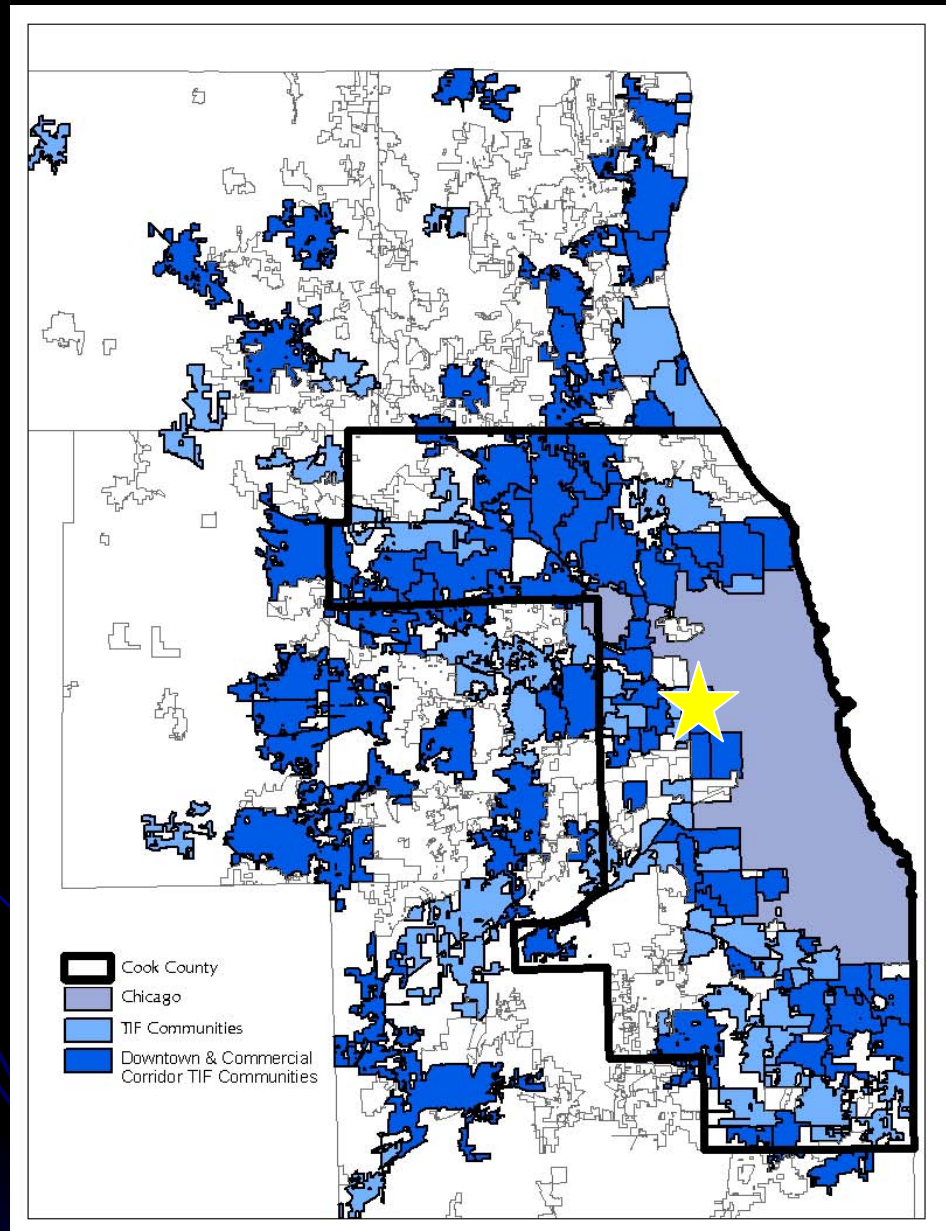 Cook County
Chicago
TIF Communities
Downtown & Commercial
Corridor TIF Communities